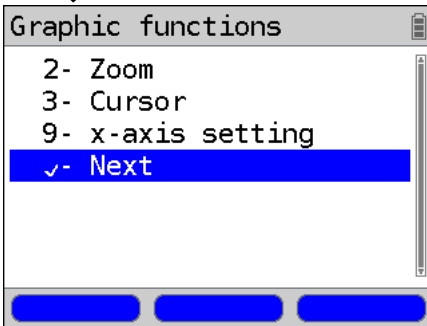 Graphic functions
2- Zoom
3- Cursor
9- x-axis setting
✓- Next